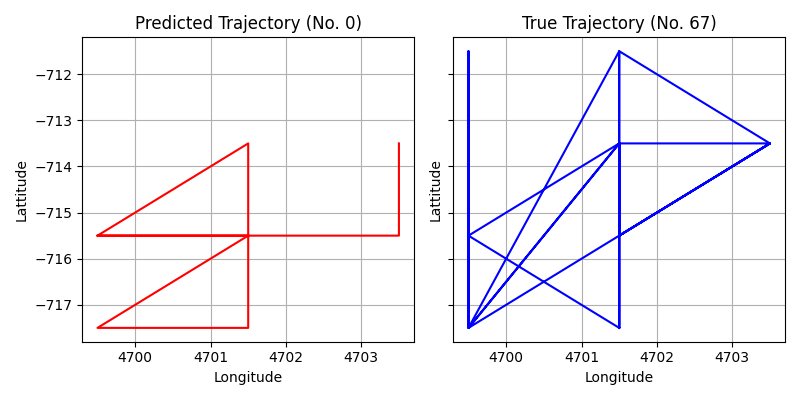 Predicted Trajectory (No. 0)
True Trajectory (No. 67)
Lattitude
−712
−713
−714
−715
−716
−717
4700
4701
4702
4703
Longitude
Lattitude
4700
4701
4702
4703
Longitude